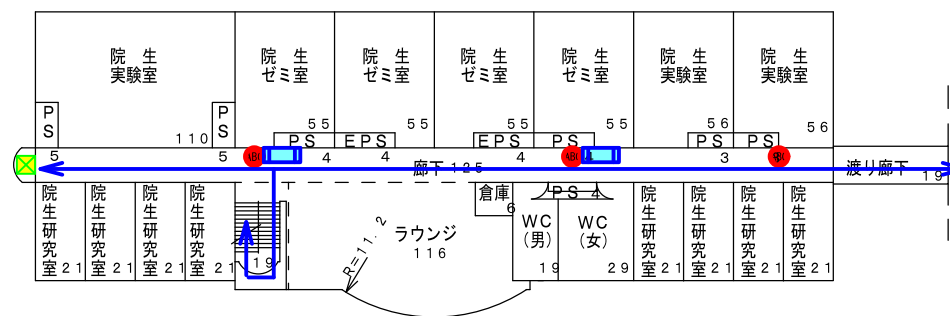 院生
実験室
院生
ゼミ室
院生
ゼミ室
院生
ゼミ室
院生
ゼミ室
院生
実験室
院生
実験室
PS
PS
110
55
55
55
55
56
56
PS
EPS
EPS
PS
PS
PS
5
5
4
4
4
4
3
廊下 125
渡り廊下
19
院生研究室 21
院生研究室 21
院生研究室 21
院生研究室 21
19
R=11.2
ラウンジ
116
倉庫
6
PS 4
WC
(男)
19
WC
(女)
29
院生研究室 21
院生研究室 21
院生研究室 21
院生研究室 21